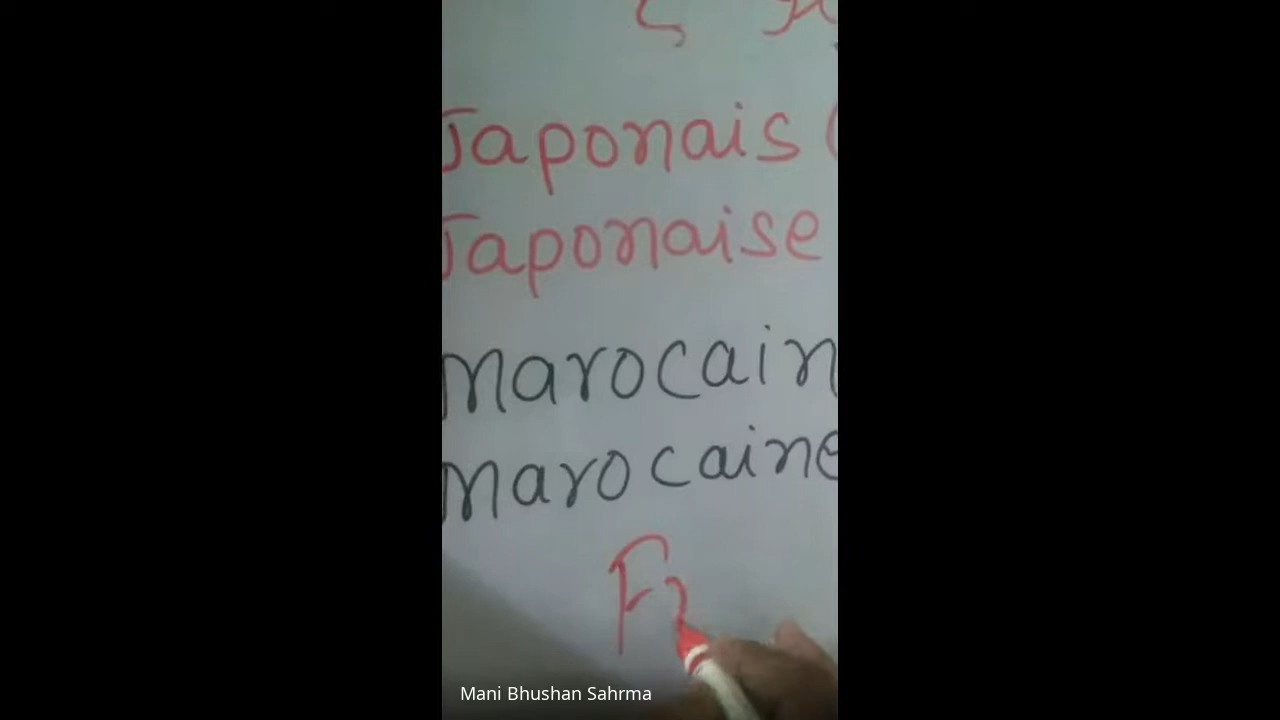 Japonais (
Japonaise
Marocain
Marocaine
F
Mani Bhushan Sahrma